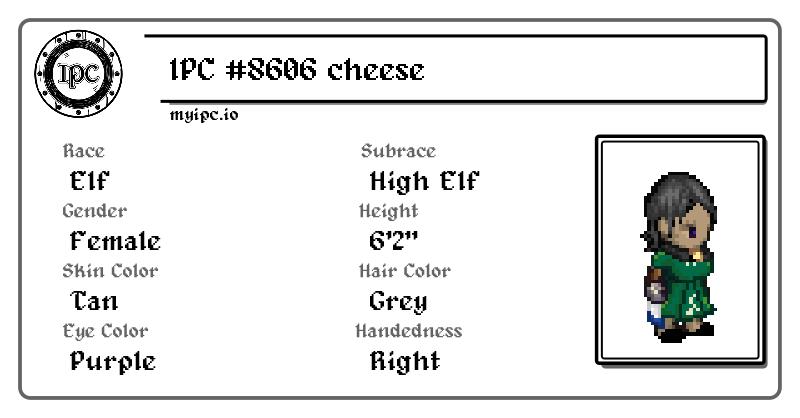 IPC
IPC #8606 cheese
myipc.io
Race
Elf
Subrace
High Elf
Gender
Female
Height
6'2"
Skin Color
Tan
Hair Color
Grey
Eye Color
Purple
Handedness
Right